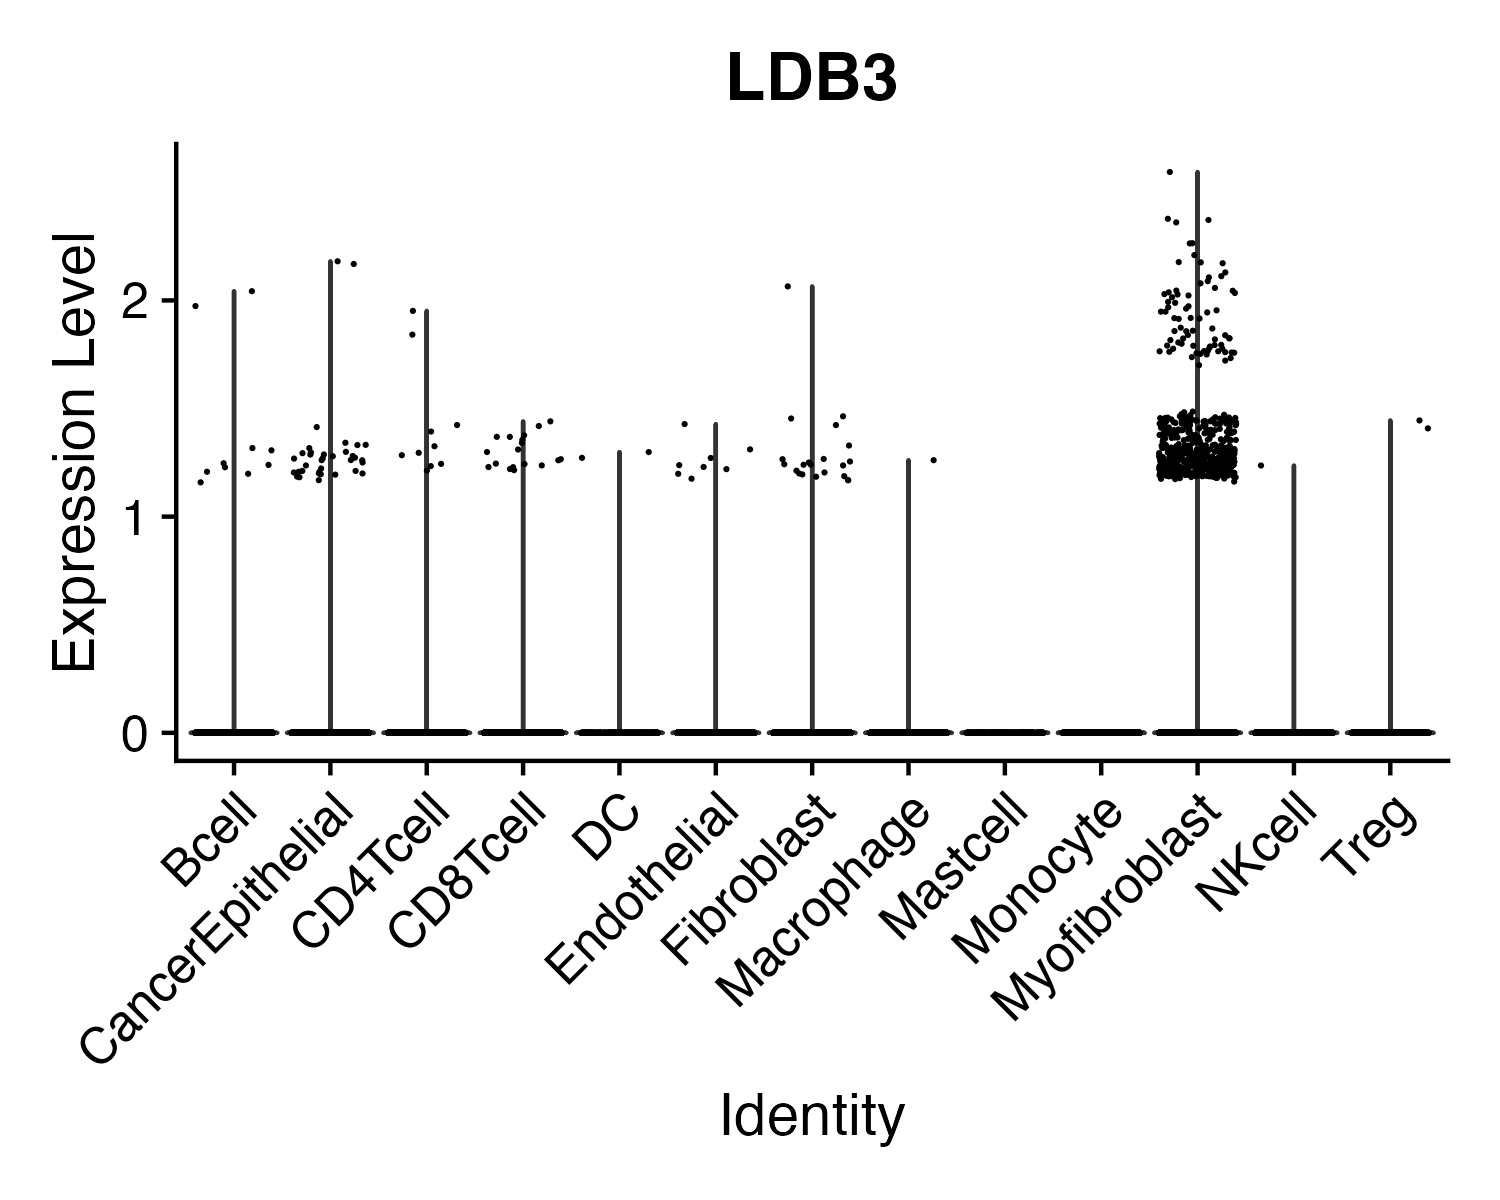 LDB3
Expression Level
2
1
0
Bcell
CancerEpithelial
CD4Tcell
CD8Tcell
DC
Endothelial
Fibroblast
Macrophage
Mastcell
Monocyte
Myofibroblast
NKcell
Treg
Identity